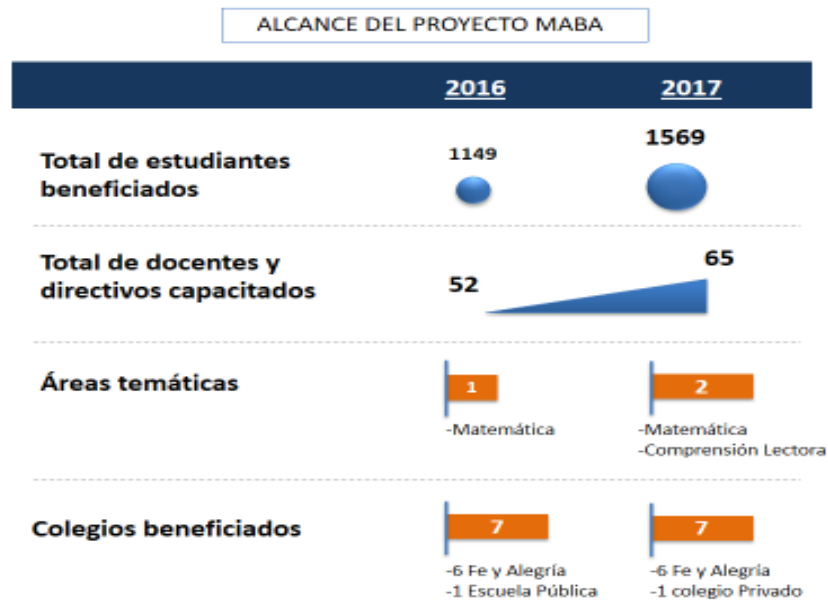 ALCANCE DEL PROYECTO MABA
2016 2017
Total de estudiantes
beneficiados
1149 1569
Total de docentes y
directivos capacitados
52 65
Áreas temáticas
1 2
-Matemática
-Matemática
-Comprensión Lectora
Colegios beneficiados
7 7
-6 Fe y Alegría
-1 Escuela Pública
-6 Fe y Alegría
-1 colegio Privado